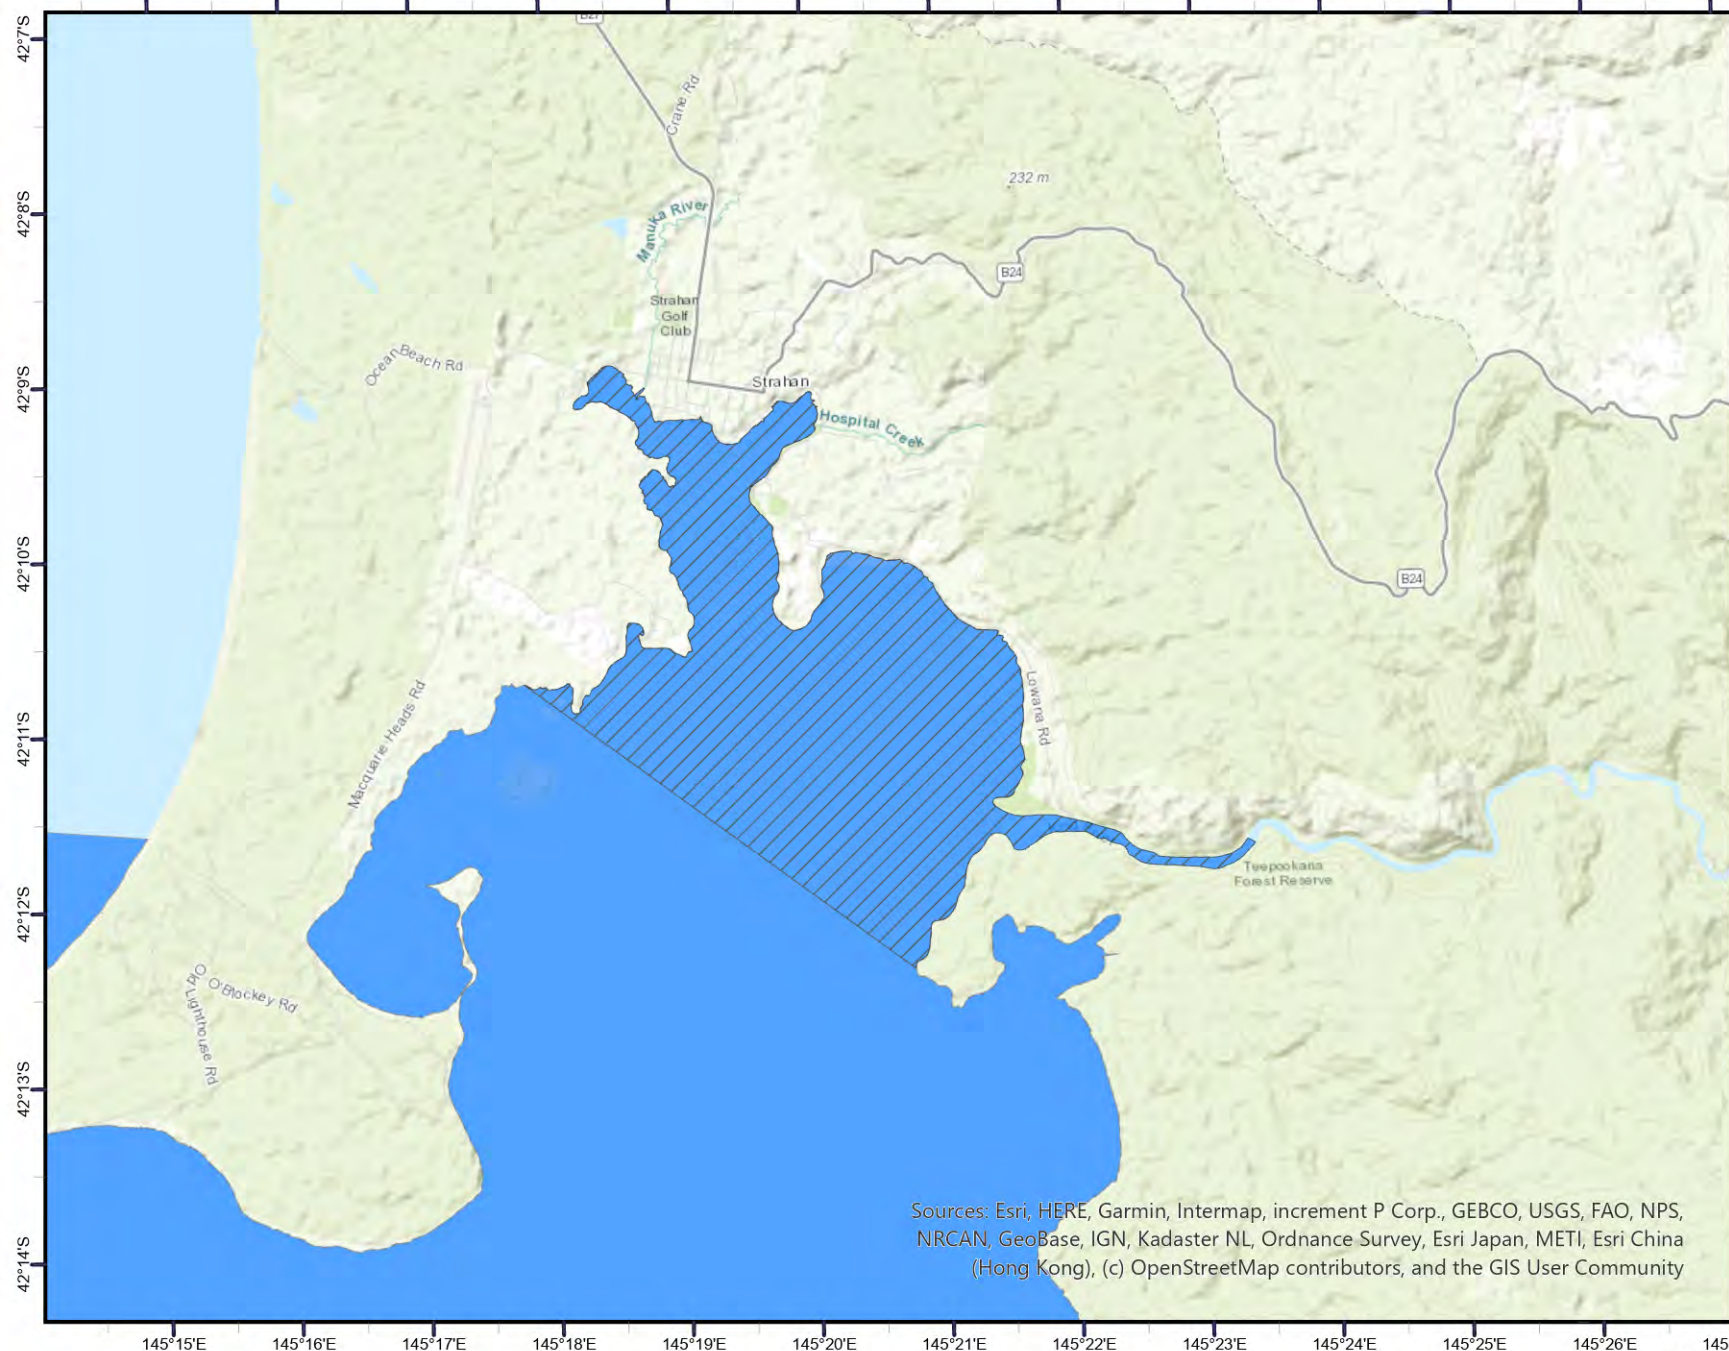 B27
42°7'S
Crane Rd
232 m
42°8'S
Manuka River
B24
Strahan
Golf
Club
Ocean Beach Rd
42°9'S
Strahan
Hospital Creek
42°10'S
B24
Lowana Rd
42°11'S
Macquarie Heads Rd
Teepookana
Forest Reserve
42°12'S
O'Blockey Rd
Old Lighthouse Rd
42°13'S
Sources: Esri, HERE, Garmin, Intermap, increment P Corp., GEBCO, USGS, FAO, NPS,
NRCAN, GeoBase, IGN, Kadaster NL, Ordnance Survey, Esri Japan, METI, Esri China
(Hong Kong), (c) OpenStreetMap contributors, and the GIS User Community
42°14'S
145°15'E 145°16'E 145°17'E 145°18'E 145°19'E 145°20'E 145°21'E 145°22'E 145°23'E 145°24'E 145°25'E 145°26'E 145